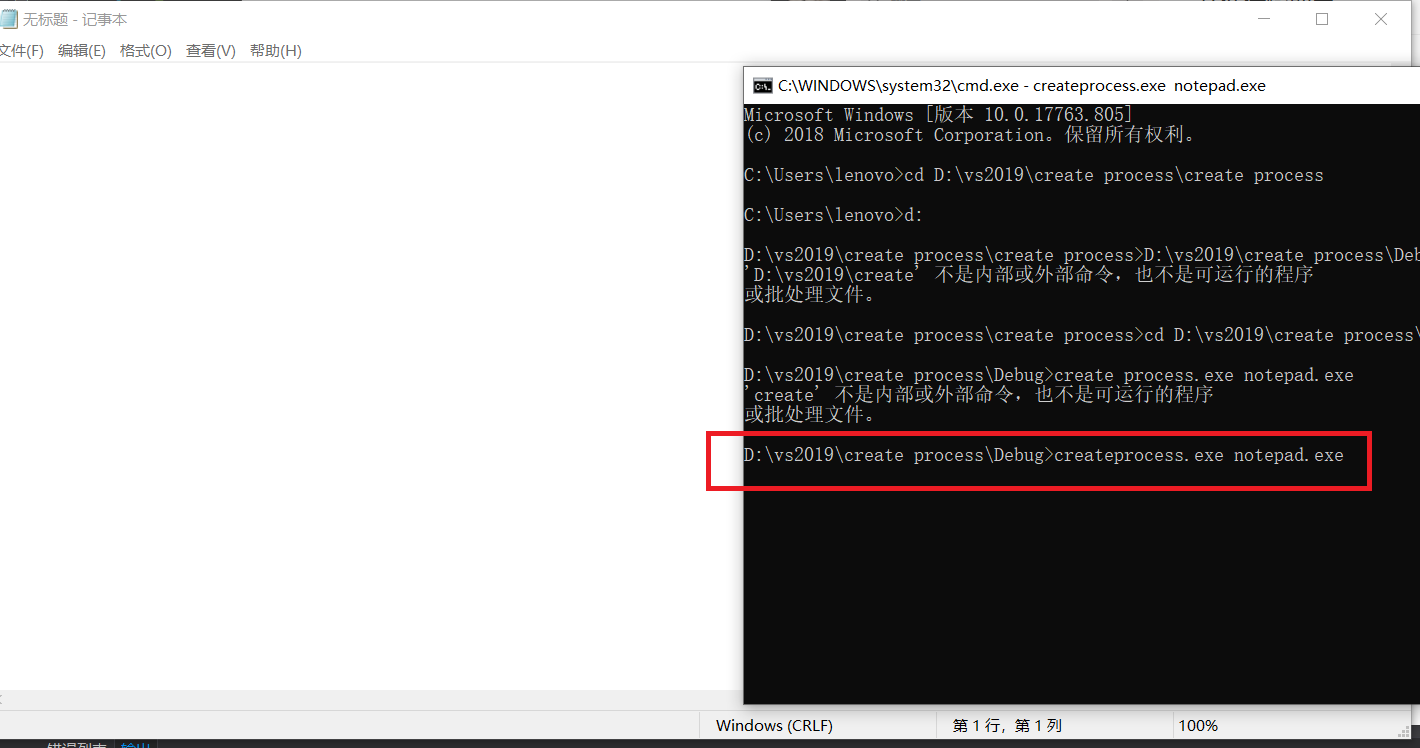 无标题 - 记事本
文件(F) 编辑(E) 格式(O) 查看(V) 帮助(H)
C:\WINDOWS\system32\cmd.exe - createprocess.exe  notepad.exe
Microsoft Windows [版本 10.0.17763.805]
(c) 2018 Microsoft Corporation。保留所有权利。
C:\Users\lenovo>cd D:\vs2019\create process\create process
C:\Users\lenovo>d:
D:\vs2019\create process\create process>D:\vs2019\create process\Deb
'D:\vs2019\create' 不是内部或外部命令，也不是可运行的程序
或批处理文件。
D:\vs2019\create process\create process>cd D:\vs2019\create process\
D:\vs2019\create process\Debug>create process.exe notepad.exe
'create' 不是内部或外部命令，也不是可运行的程序
或批处理文件。
D:\vs2019\create process\Debug>createprocess.exe notepad.exe
Windows (CRLF) 第 1 行，第 1 列 100%
错误列表 输出